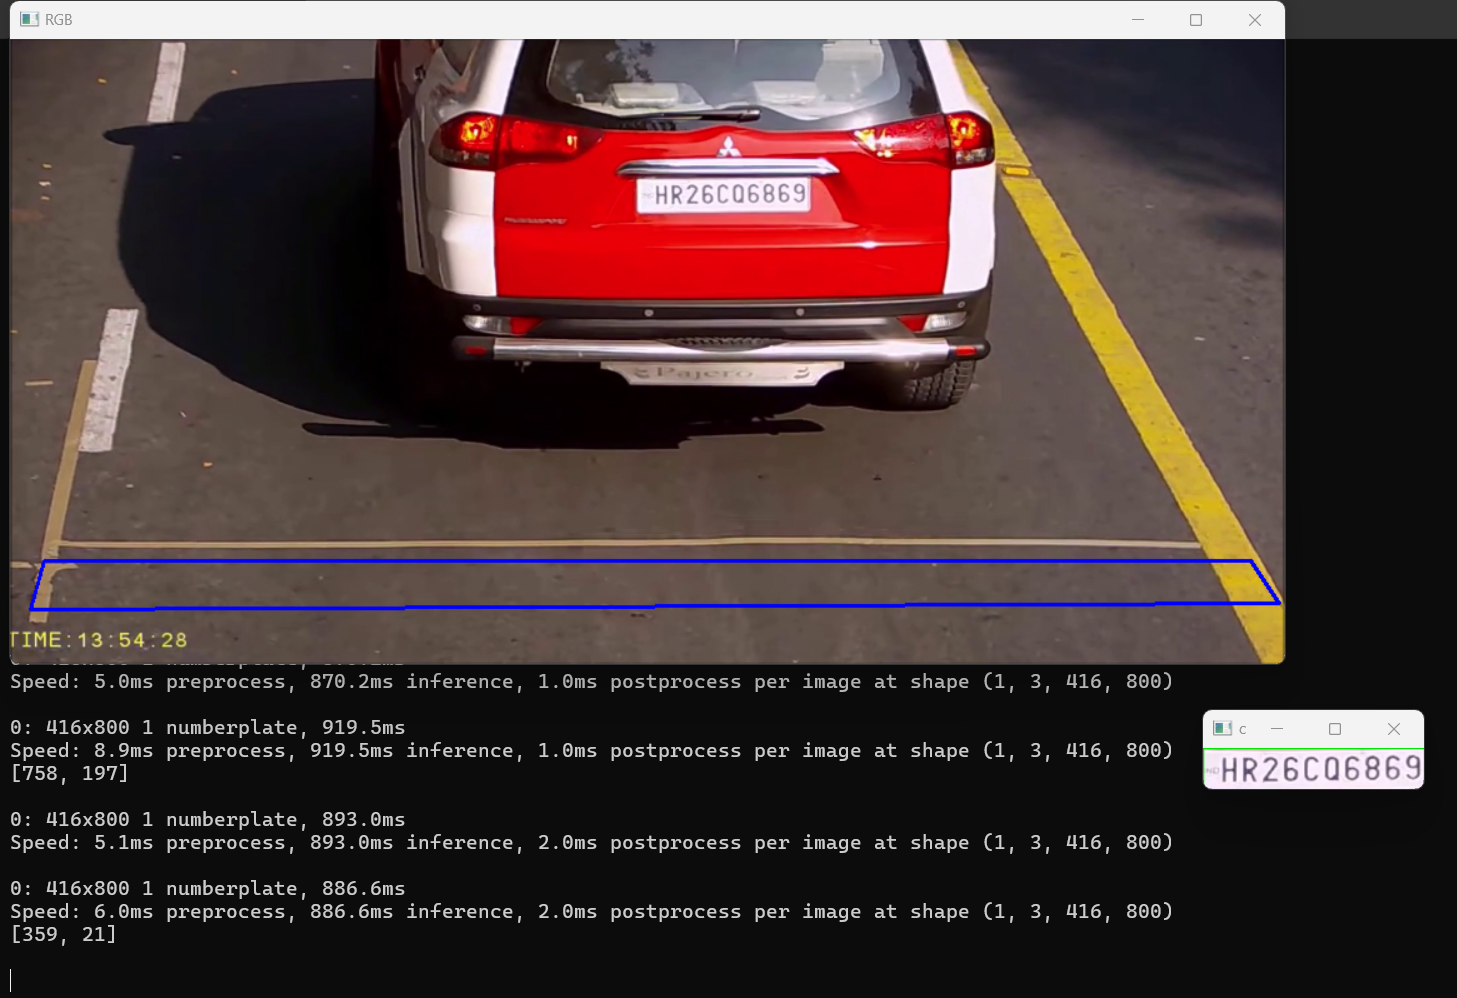 RGB
HR26CQ6869
Pajero
TIME:13:54:28
Speed: 5.0ms preprocess, 870.2ms inference, 1.0ms postprocess per image at shape (1, 3, 416, 800)
0: 416x800 1 numberplate, 919.5ms
Speed: 8.9ms preprocess, 919.5ms inference, 1.0ms postprocess per image at shape (1, 3, 416, 800)
[758, 197]
c
IND HR26CQ6869
0: 416x800 1 numberplate, 893.0ms
Speed: 5.1ms preprocess, 893.0ms inference, 2.0ms postprocess per image at shape (1, 3, 416, 800)
0: 416x800 1 numberplate, 886.6ms
Speed: 6.0ms preprocess, 886.6ms inference, 2.0ms postprocess per image at shape (1, 3, 416, 800)
[359, 21]